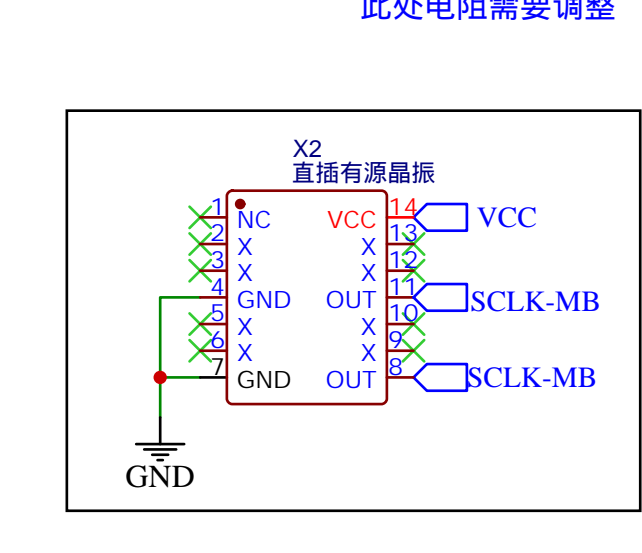 此处电阻需要调整
X2
直插有源晶振
1 NC VCC 14 VCC
2 X X 13
3 X X 12
4 GND OUT 11 SCLK-MB
5 X X 10
6 X X 9
7 GND OUT 8 SCLK-MB
GND